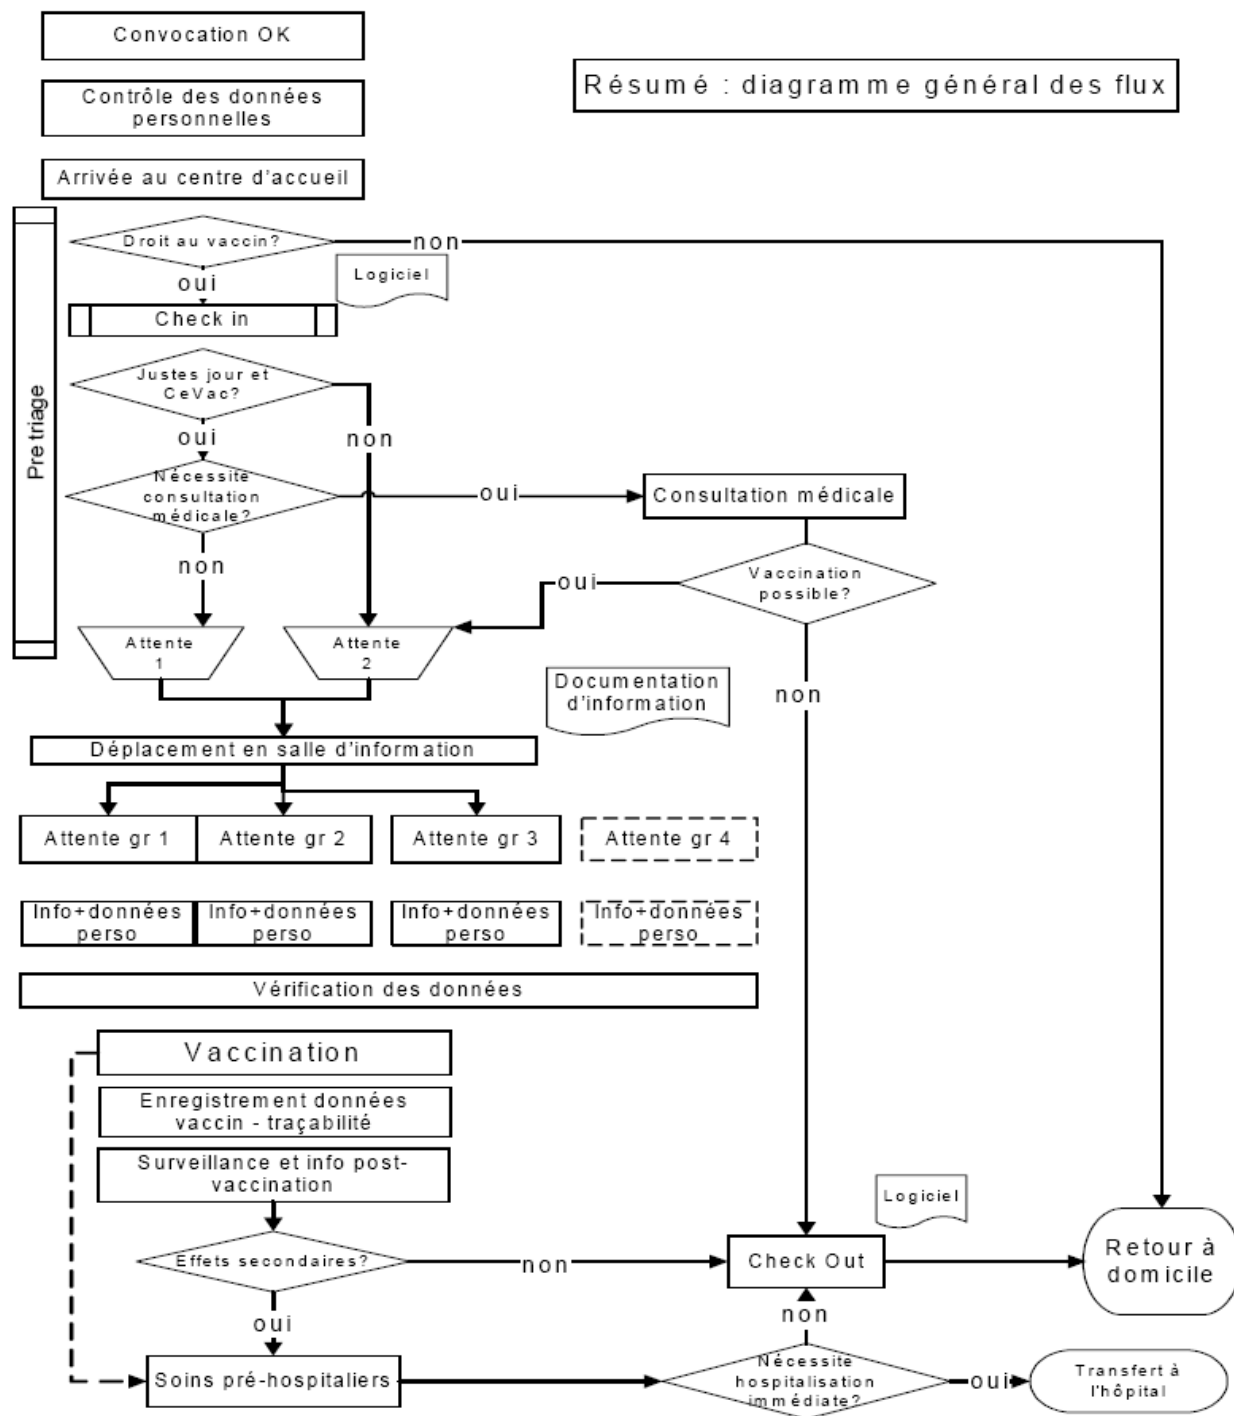 Convocation OK
Résumé : diagramme général des flux
Contrôle des données
personnelles
Arrivée au centre d'accueil
Pre triage
Droit au vaccin?
non
oui
Logiciel
Check in
Justes jour et
CeVac?
oui
non
Nécessite
consultation
médicale?
oui
Consultation médicale
non
Vaccination
possible?
oui
Attente
1
Attente
2
non
Documentation
d'information
Déplacement en salle d'information
Attente gr 1
Attente gr 2
Attente gr 3
Attente gr 4
Info+données
perso
Info+données
perso
Info+données
perso
Info+données
perso
Vérification des données
Vaccination
Enregistrement données
vaccin - traçabilité
Surveillance et info post-
vaccination
Logiciel
Effets secondaires?
non
Check Out
Retour à
domicile
oui
non
Soins pré-hospitaliers
Nécessite
hospitalisation
immédiate?
oui
Transfert à
l'hôpital